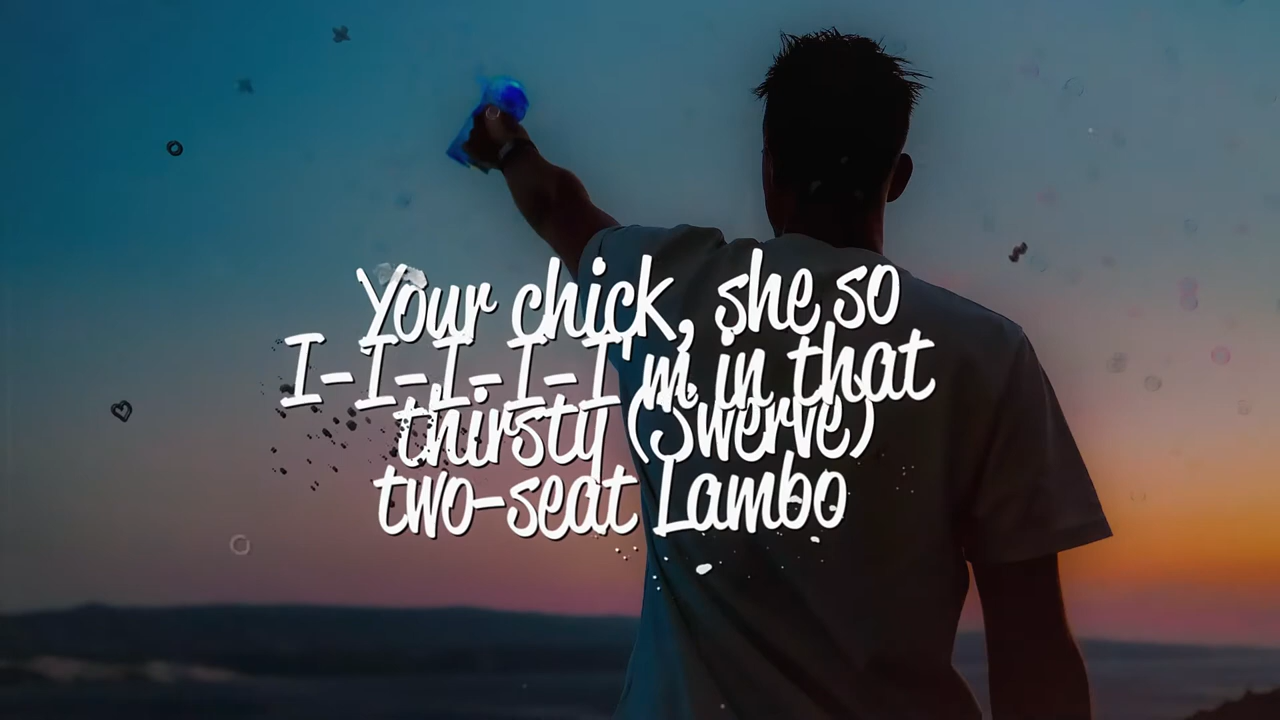 Your chick, she so
I-I-I-I-I'm in that
thirsty (Swerve)
two-seat Lambo